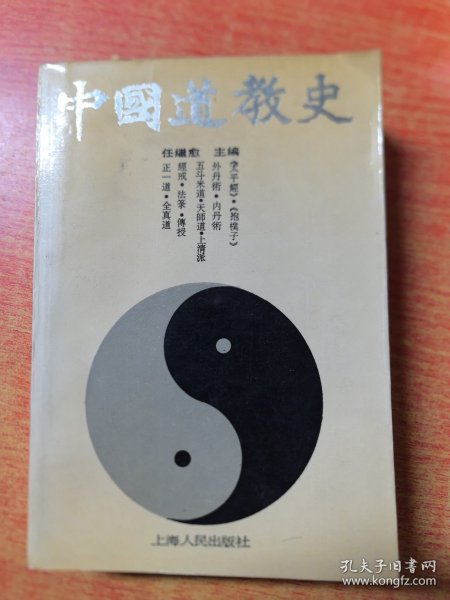 中國道教史
任繼愈 主編
《太平經》·《抱樸子》
外丹術·内丹術
五斗米道·天師道·上清派
經戒·法箓·傳授
正一道·全真道
上海人民出版社
孔夫子旧书网
www.kongfz.com